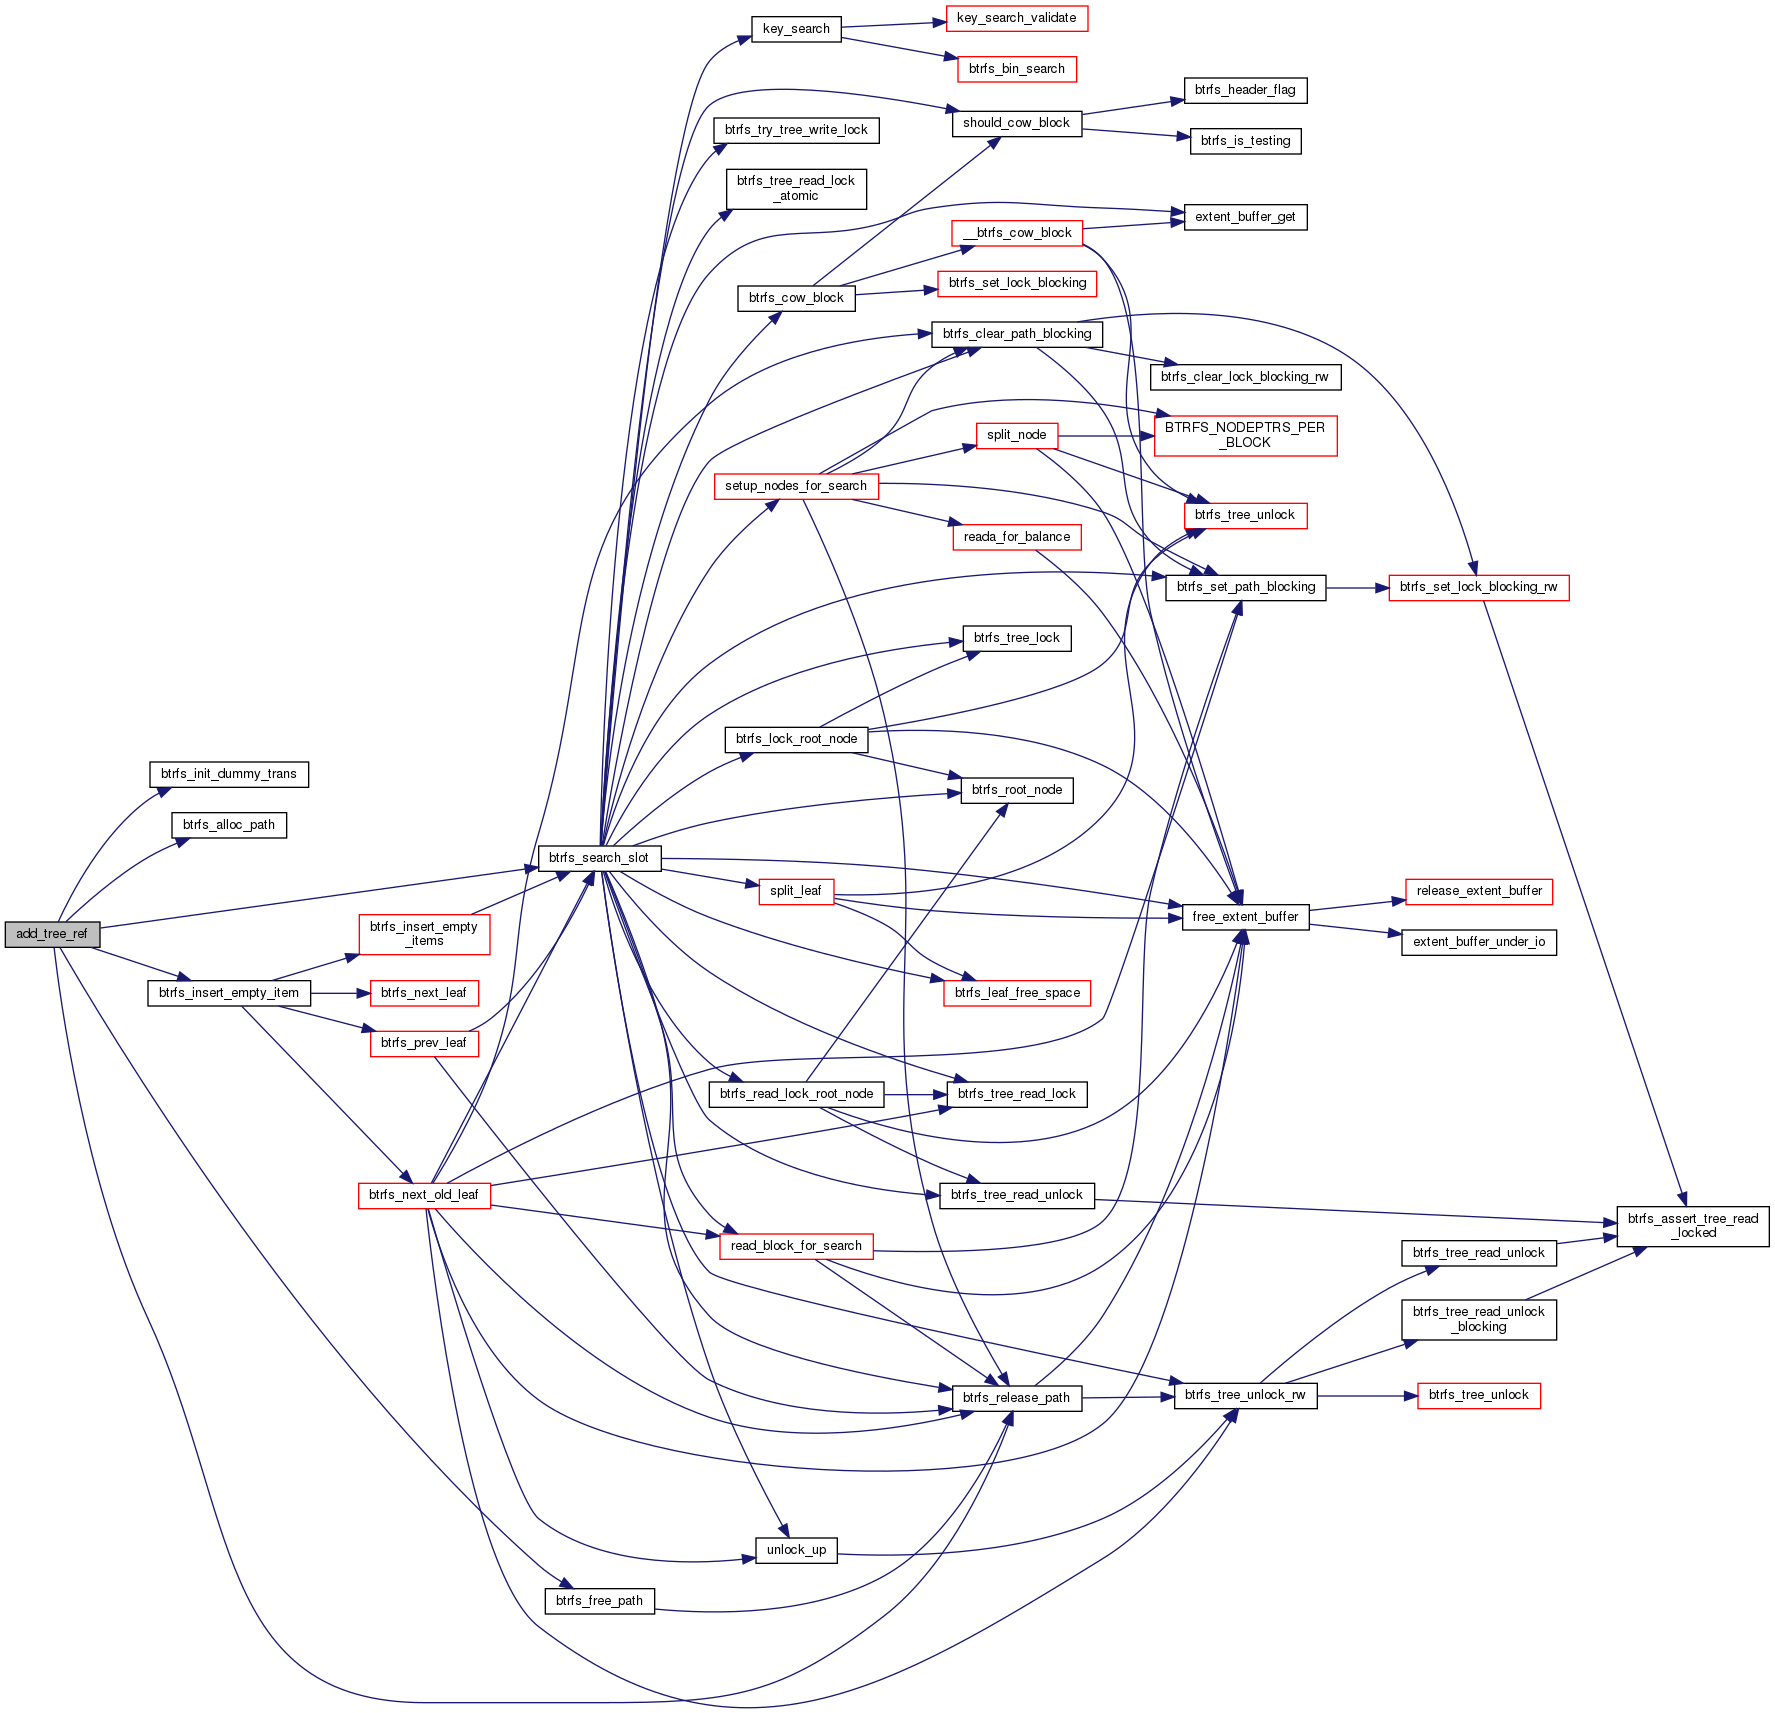 key_search
key_search_validate
btrfs_bin_search
btrfs_header_flag
should_cow_block
btrfs_try_tree_write_lock
btrfs_is_testing
btrfs_tree_read_lock
_atomic
extent_buffer_get
__btrfs_cow_block
btrfs_set_lock_blocking
btrfs_cow_block
btrfs_clear_path_blocking
btrfs_clear_lock_blocking_rw
split_node
BTRFS_NODEPTRS_PER
_BLOCK
setup_nodes_for_search
btrfs_tree_unlock
reada_for_balance
btrfs_set_path_blocking
btrfs_set_lock_blocking_rw
btrfs_tree_lock
btrfs_lock_root_node
btrfs_init_dummy_trans
btrfs_root_node
btrfs_alloc_path
btrfs_search_slot
split_leaf
release_extent_buffer
free_extent_buffer
add_tree_ref
btrfs_insert_empty
_items
extent_buffer_under_io
btrfs_insert_empty_item
btrfs_next_leaf
btrfs_leaf_free_space
btrfs_prev_leaf
btrfs_read_lock_root_node
btrfs_tree_read_lock
btrfs_next_old_leaf
btrfs_tree_read_unlock
btrfs_assert_tree_read
_locked
read_block_for_search
btrfs_tree_read_unlock
btrfs_tree_read_unlock
_blocking
btrfs_release_path
btrfs_tree_unlock_rw
btrfs_tree_unlock
unlock_up
btrfs_free_path